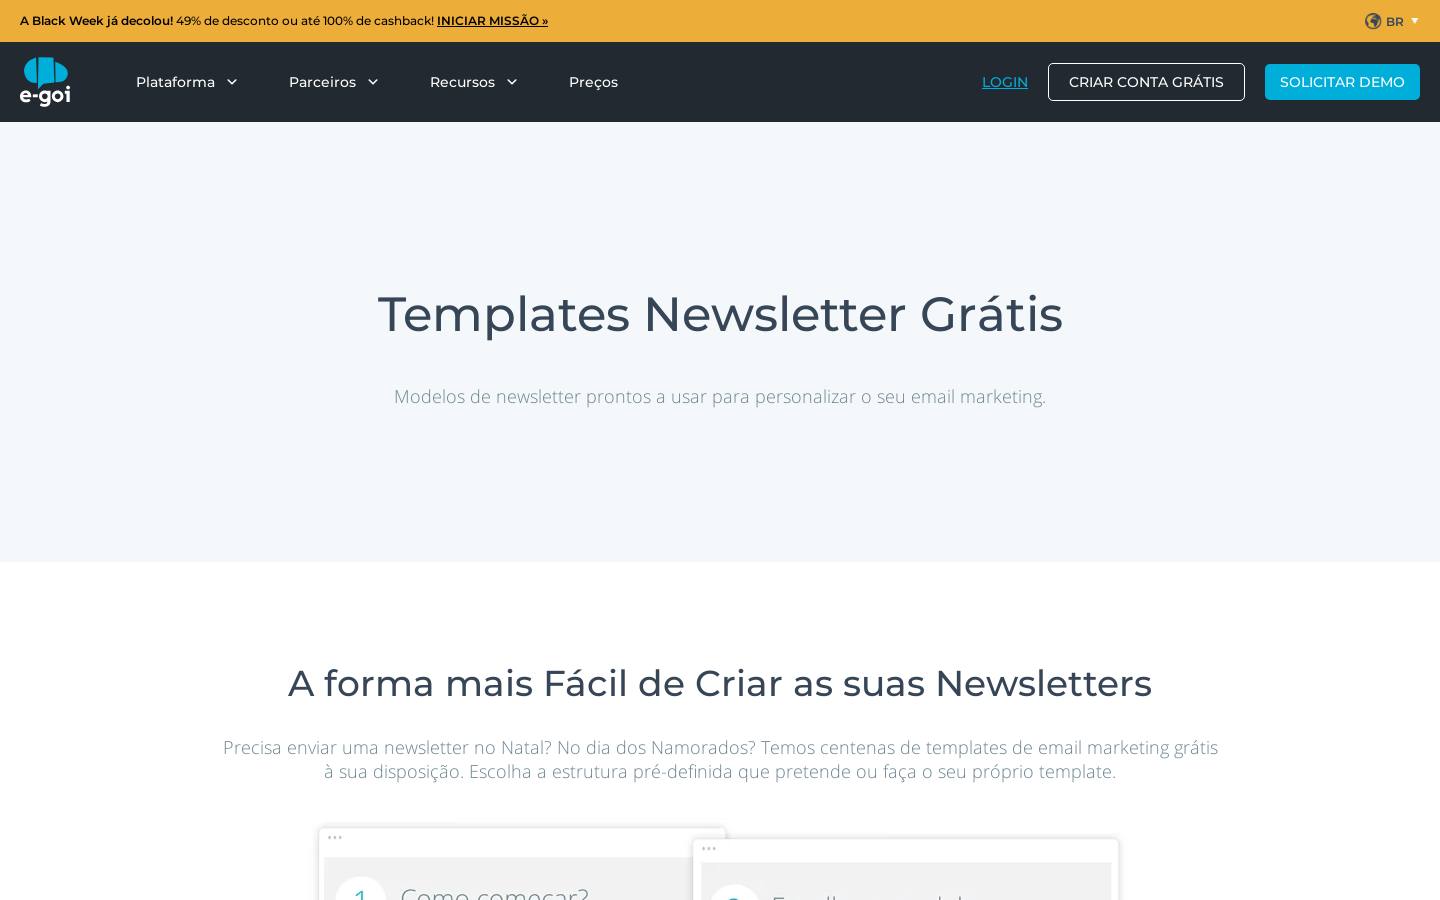 A Black Week já decolou! 49% de desconto ou até 100% de cashback! INICIAR MISSÃO »
BR
e-goi
Plataforma
Parceiros
Recursos
Preços
LOGIN
CRIAR CONTA GRÁTIS
SOLICITAR DEMO
Templates Newsletter Grátis
Modelos de newsletter prontos a usar para personalizar o seu email marketing.
A forma mais Fácil de Criar as suas Newsletters
Precisa enviar uma newsletter no Natal? No dia dos Namorados? Temos centenas de templates de email marketing grátis
à sua disposição. Escolha a estrutura pré-definida que pretende ou faça o seu próprio template.
1
Como começar?